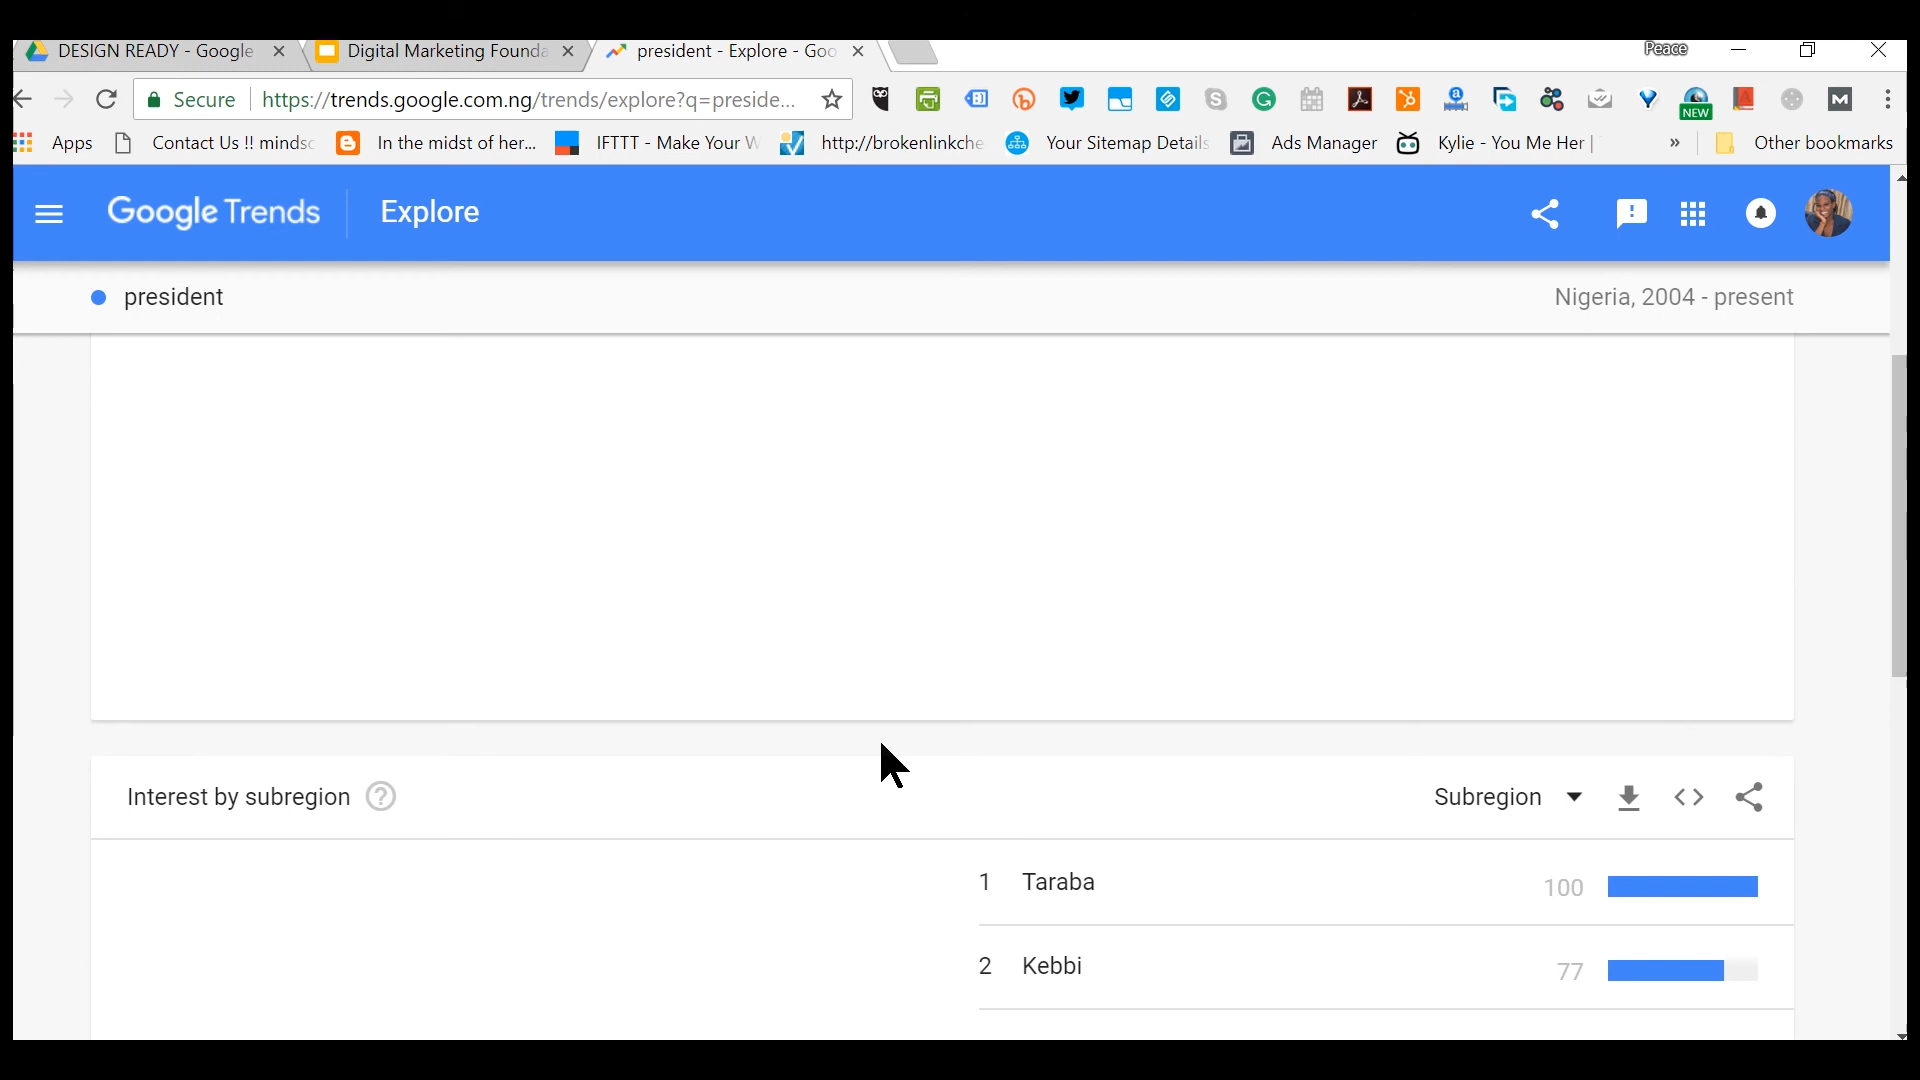 DESIGN READY - Google
Digital Marketing Founda
president - Explore - Goo
Peace
Secure
https://trends.google.com.ng/trends/explore?q=preside...
NEW
Apps
Contact Us !! mindsc
In the midst of her...
IFTTT - Make Your W
http://brokenlinkche
Your Sitemap Details
Ads Manager
Kylie - You Me Her |
»
Other bookmarks
Google Trends
Explore
president
Nigeria, 2004 - present
Interest by subregion
Subregion
1 Taraba 100
2 Kebbi 77